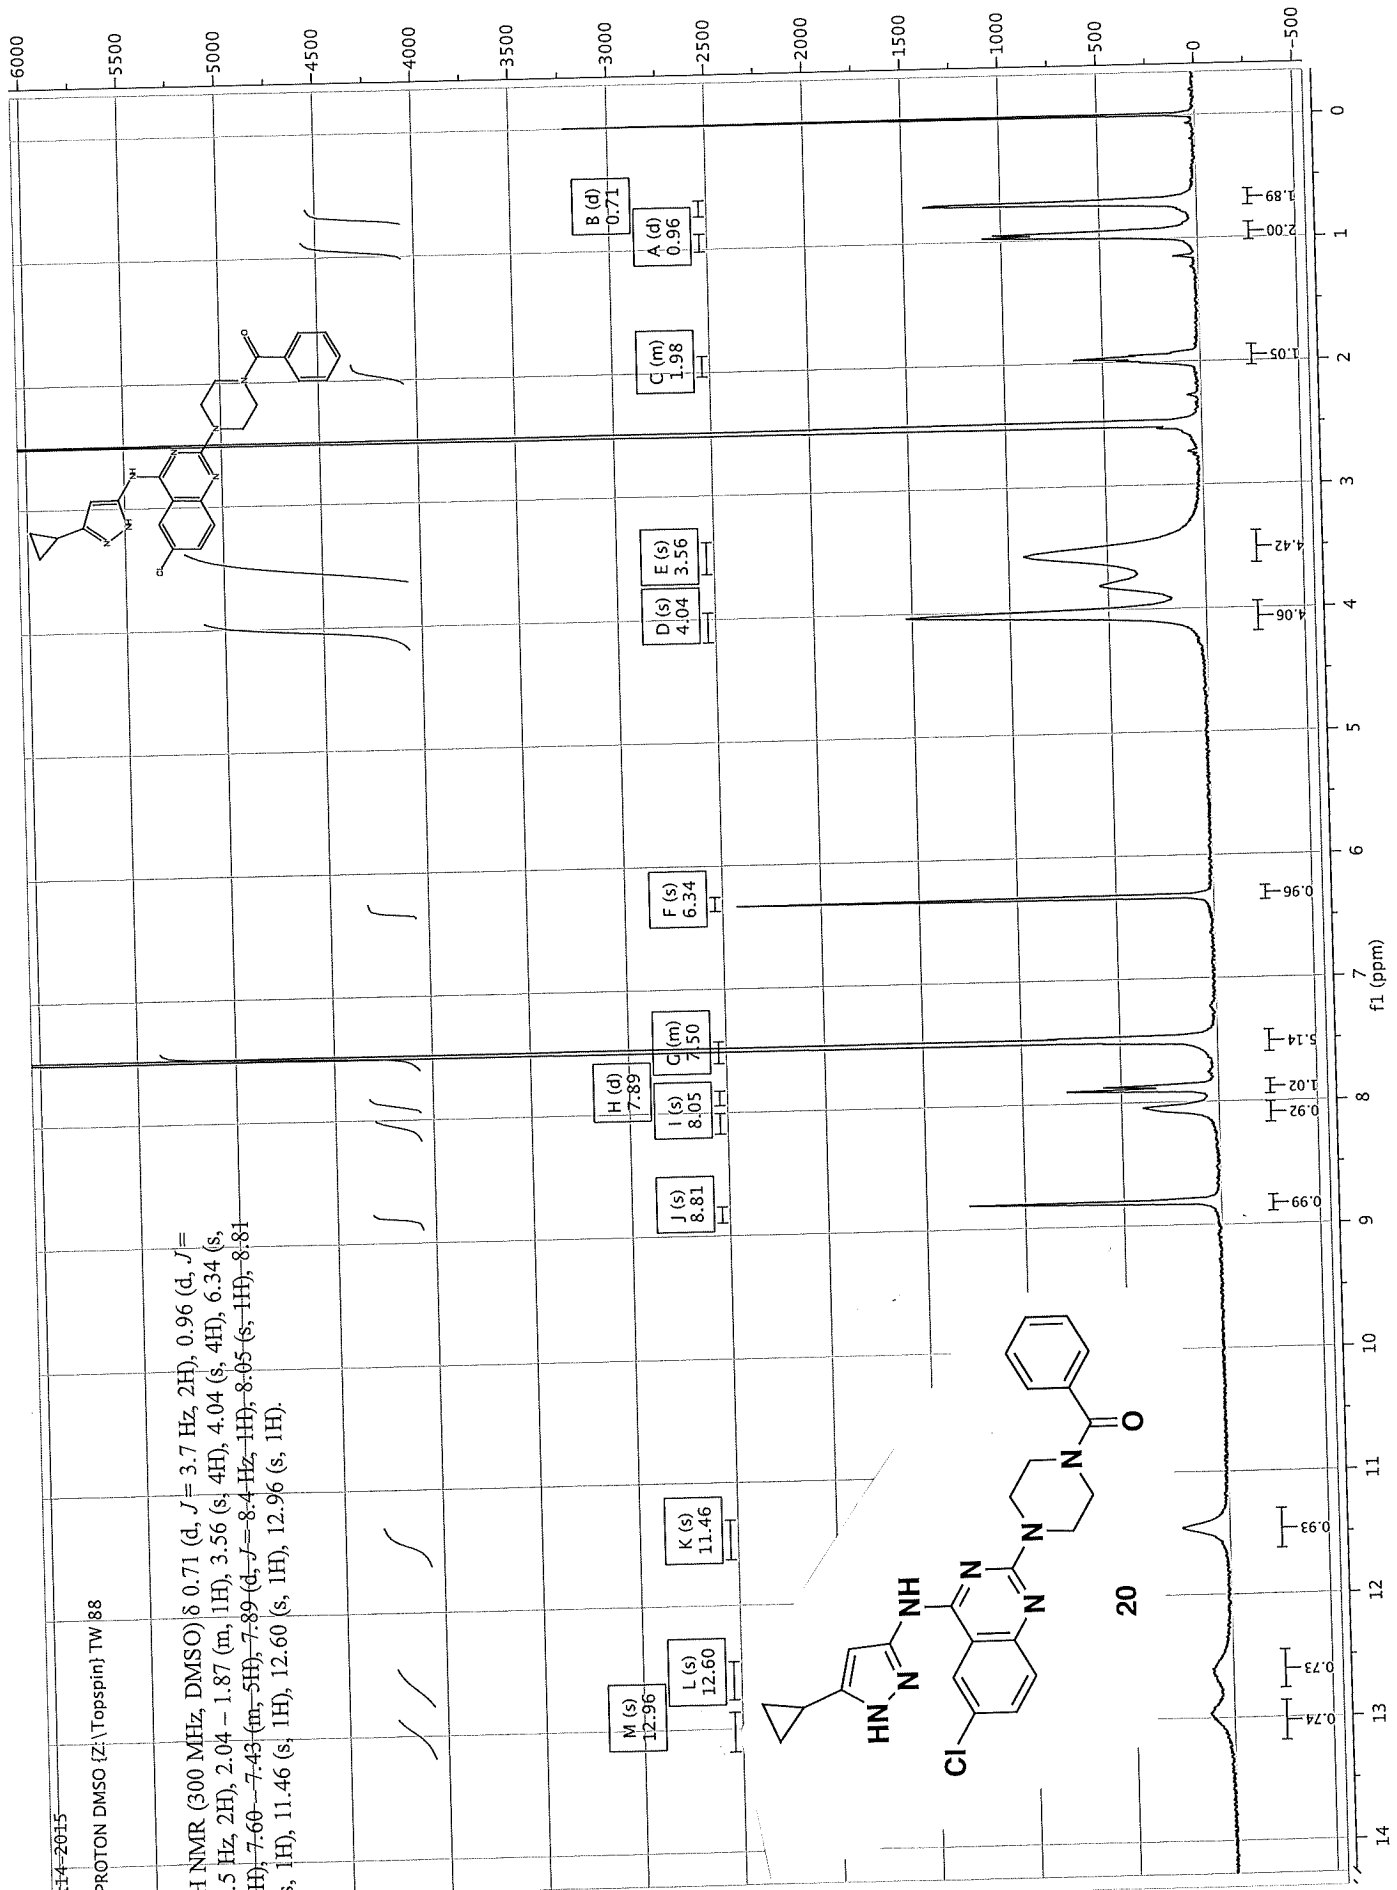 :14-2015
PROTON DMSO {Z:\Topspin} TW 88
H NMR (300 MHz, DMSO) δ 0.71 (d, J = 3.7 Hz, 2H), 0.96 (d, J =
.5 Hz, 2H), 2.04 – 1.87 (m, 1H), 3.56 (s, 4H), 4.04 (s, 4H), 6.34 (s,
H), 7.60 – 7.43 (m, 5H), 7.89 (d, J = 8.4 Hz, 1H), 8.05 (s, 1H), 8.81
s, 1H), 11.46 (s, 1H), 12.60 (s, 1H), 12.96 (s, 1H).
NH
N
NH
N
N
Cl
N
N
O
M (s)
12.96
L (s)
12.60
K (s)
11.46
J (s)
8.81
I (s)
8.05
H (d)
7.89
G (m)
7.50
F (s)
6.34
D (s)
4.04
E (s)
3.56
C (m)
1.98
A (d)
0.96
B (d)
0.71
HN
N
NH
Cl
N
N
N
N
O
20
0.74
0.73
0.93
0.99
0.92
1.02
5.14
0.96
4.06
4.42
1.05
2.00
1.89
14 13 12 11 10 9 8 7 6 5 4 3 2 1 0
f1 (ppm)
6000
5500
5000
4500
4000
3500
3000
2500
2000
1500
1000
500
0
-500